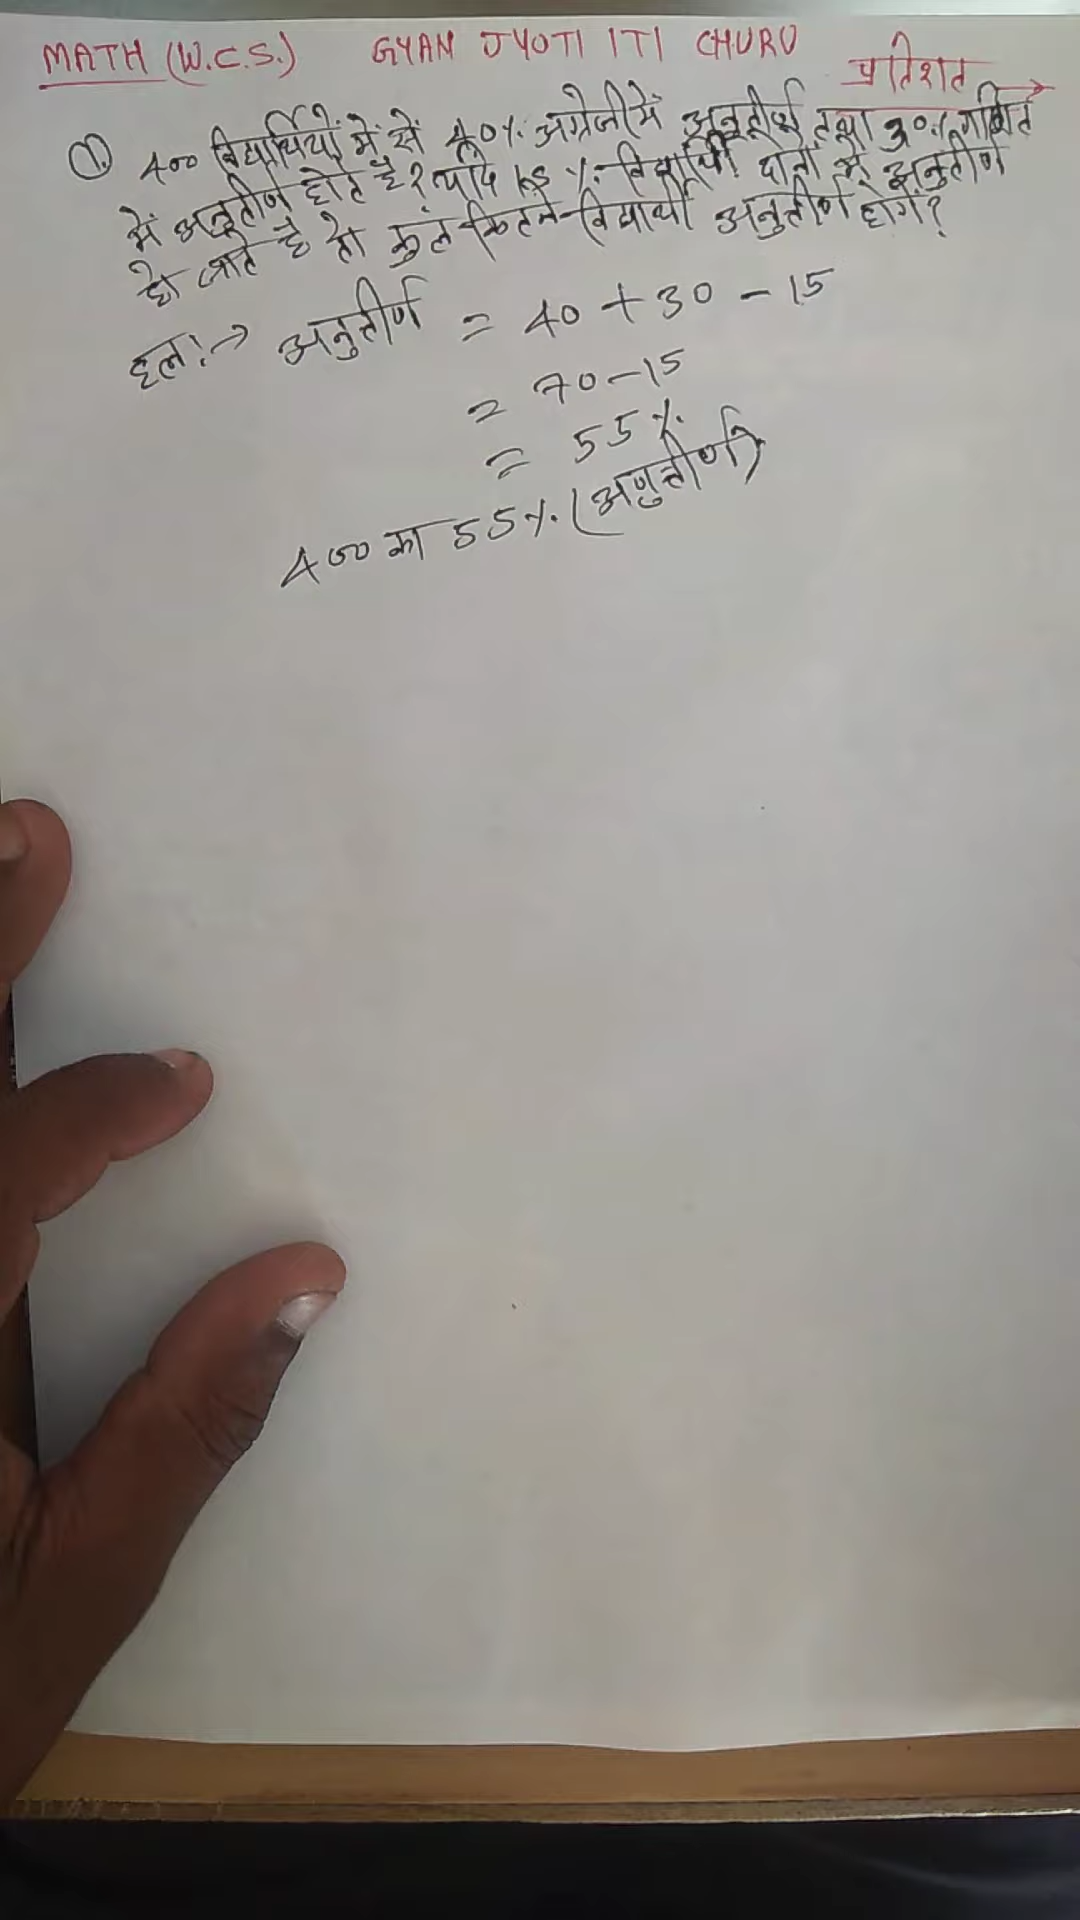 MATH (W.C.S.) GYAN JYOTI ITI CHURU प्रतिशत →
①. 400 विद्यार्थियों में से 40% अंग्रेजी में अनुतीर्ण तथा 30% गणित
में अनुतीर्ण होते है? यदि 15% विद्यार्थी दोनों में अनुतीर्ण
हो जाते है तो कुल कितने विद्यार्थी अनुतीर्ण होगें?
हल:→ अनुतीर्ण = 40 + 30 - 15
= 70 - 15
= 55%
400 का 55% (अणुत्तीर्ण)